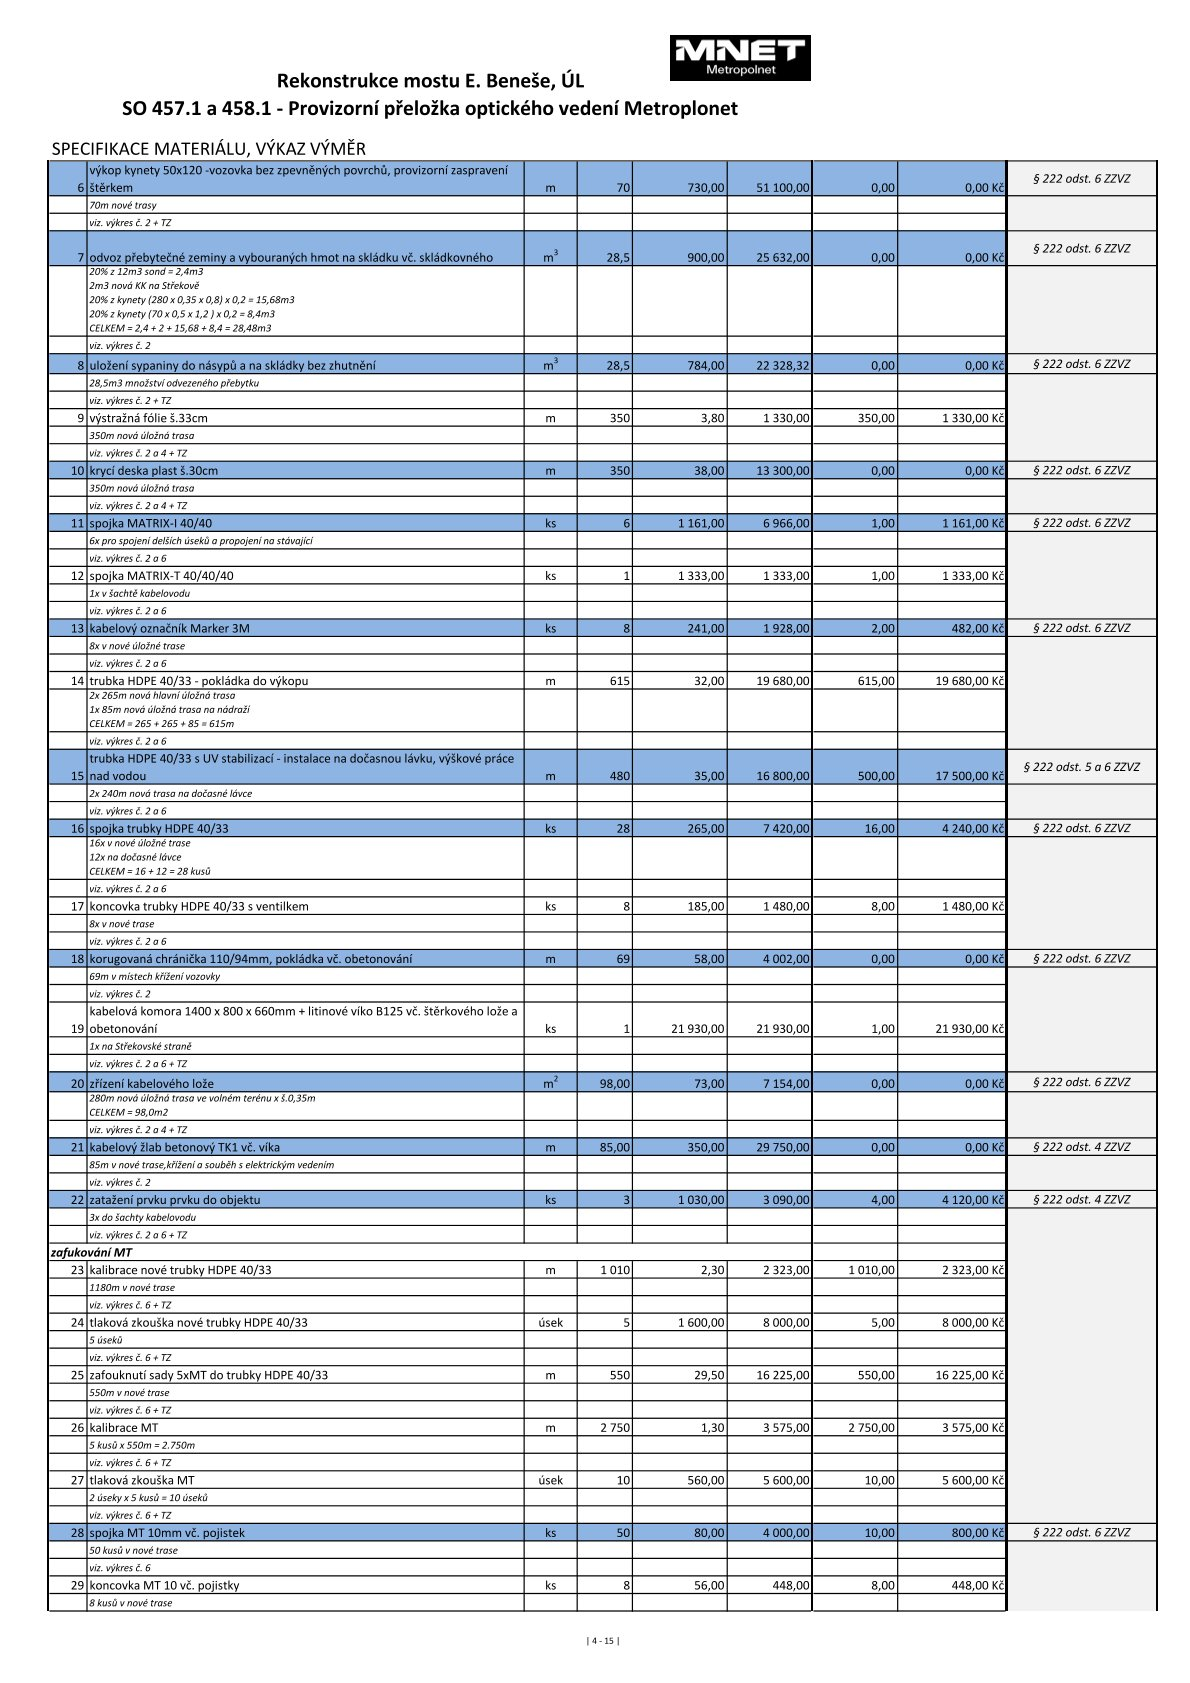 MNET
Metropolnet
Rekonstrukce mostu E. Beneše, ÚL
SO 457.1 a 458.1 - Provizorní přeložka optického vedení Metroplonet
SPECIFIKACE MATERIÁLU, VÝKAZ VÝMĚR
výkop kynety 50x120 -vozovka bez zpevněných povrchů, provizorní zaspravení
6 štěrkem m 70 730,00 51 100,00 0,00 0,00 Kč § 222 odst. 6 ZZVZ
70m nové trasy
viz. výkres č. 2 + TZ
7 odvoz přebytečné zeminy a vybouraných hmot na skládku vč. skládkovného m3 28,5 900,00 25 632,00 0,00 0,00 Kč § 222 odst. 6 ZZVZ
20% z 12m3 sond = 2,4m3
2m3 nová KK na Střekově
20% z kynety (280 x 0,35 x 0,8) x 0,2 = 15,68m3
20% z kynety (70 x 0,5 x 1,2 ) x 0,2 = 8,4m3
CELKEM = 2,4 + 2 + 15,68 + 8,4 = 28,48m3
viz. výkres č. 2
8 uložení sypaniny do násypů a na skládky bez zhutnění m3 28,5 784,00 22 328,32 0,00 0,00 Kč § 222 odst. 6 ZZVZ
28,5m3 množství odvezeného přebytku
viz. výkres č. 2 + TZ
9 výstražná fólie š.33cm m 350 3,80 1 330,00 350,00 1 330,00 Kč
350m nová úložná trasa
viz. výkres č. 2 a 4 + TZ
10 krycí deska plast š.30cm m 350 38,00 13 300,00 0,00 0,00 Kč § 222 odst. 6 ZZVZ
350m nová úložná trasa
viz. výkres č. 2 a 4 + TZ
11 spojka MATRIX-I 40/40 ks 6 1 161,00 6 966,00 1,00 1 161,00 Kč § 222 odst. 6 ZZVZ
6x pro spojení delších úseků a propojení na stávající
viz. výkres č. 2 a 6
12 spojka MATRIX-T 40/40/40 ks 1 1 333,00 1 333,00 1,00 1 333,00 Kč
1x v šachtě kabelovodu
viz. výkres č. 2 a 6
13 kabelový označník Marker 3M ks 8 241,00 1 928,00 2,00 482,00 Kč § 222 odst. 6 ZZVZ
8x v nové úložné trase
viz. výkres č. 2 a 6
14 trubka HDPE 40/33 - pokládka do výkopu m 615 32,00 19 680,00 615,00 19 680,00 Kč
2x 265m nová hlavní úložná trasa
1x 85m nová úložná trasa na nádraží
CELKEM = 265 + 265 + 85 = 615m
viz. výkres č. 2 a 6
trubka HDPE 40/33 s UV stabilizací - instalace na dočasnou lávku, výškové práce
15 nad vodou m 480 35,00 16 800,00 500,00 17 500,00 Kč § 222 odst. 5 a 6 ZZVZ
2x 240m nová trasa na dočasné lávce
viz. výkres č. 2 a 6
16 spojka trubky HDPE 40/33 ks 28 265,00 7 420,00 16,00 4 240,00 Kč § 222 odst. 6 ZZVZ
16x v nové úložné trase
12x na dočasné lávce
CELKEM = 16 + 12 = 28 kusů
viz. výkres č. 2 a 6
17 koncovka trubky HDPE 40/33 s ventilkem ks 8 185,00 1 480,00 8,00 1 480,00 Kč
8x v nové trase
viz. výkres č. 2 a 6
18 korugovaná chránička 110/94mm, pokládka vč. obetonování m 69 58,00 4 002,00 0,00 0,00 Kč § 222 odst. 6 ZZVZ
69m v místech křížení vozovky
viz. výkres č. 2
kabelová komora 1400 x 800 x 660mm + litinové víko B125 vč. štěrkového lože a
19 obetonování ks 1 21 930,00 21 930,00 1,00 21 930,00 Kč
1x na Střekovské straně
viz. výkres č. 2 a 6 + TZ
20 zřízení kabelového lože m2 98,00 73,00 7 154,00 0,00 0,00 Kč § 222 odst. 6 ZZVZ
280m nová úložná trasa ve volném terénu x š.0,35m
CELKEM = 98,0m2
viz. výkres č. 2 a 4 + TZ
21 kabelový žlab betonový TK1 vč. víka m 85,00 350,00 29 750,00 0,00 0,00 Kč § 222 odst. 4 ZZVZ
85m v nové trase,křížení a souběh s elektrickým vedením
viz. výkres č. 2
22 zatažení prvku prvku do objektu ks 3 1 030,00 3 090,00 4,00 4 120,00 Kč § 222 odst. 4 ZZVZ
3x do šachty kabelovodu
viz. výkres č. 2 a 6 + TZ
zafukování MT
23 kalibrace nové trubky HDPE 40/33 m 1 010 2,30 2 323,00 1 010,00 2 323,00 Kč
1180m v nové trase
viz. výkres č. 6 + TZ
24 tlaková zkouška nové trubky HDPE 40/33 úsek 5 1 600,00 8 000,00 5,00 8 000,00 Kč
5 úseků
viz. výkres č. 6 + TZ
25 zafouknutí sady 5xMT do trubky HDPE 40/33 m 550 29,50 16 225,00 550,00 16 225,00 Kč
550m v nové trase
viz. výkres č. 6 + TZ
26 kalibrace MT m 2 750 1,30 3 575,00 2 750,00 3 575,00 Kč
5 kusů x 550m = 2.750m
viz. výkres č. 6 + TZ
27 tlaková zkouška MT úsek 10 560,00 5 600,00 10,00 5 600,00 Kč
2 úseky x 5 kusů = 10 úseků
viz. výkres č. 6 + TZ
28 spojka MT 10mm vč. pojistek ks 50 80,00 4 000,00 10,00 800,00 Kč § 222 odst. 6 ZZVZ
50 kusů v nové trase
viz. výkres č. 6
29 koncovka MT 10 vč. pojistky ks 8 56,00 448,00 8,00 448,00 Kč
8 kusů v nové trase
| 4 - 15 |